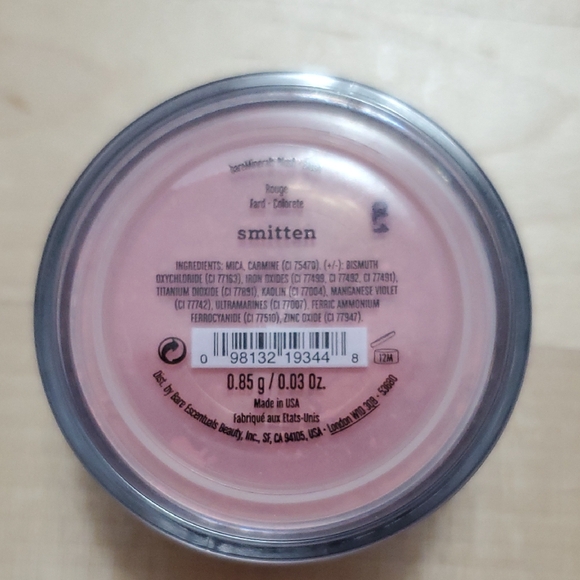 bareMinerals
Rouge
Fard - Colorete
smitten
INGREDIENTS: MICA, CARMINE (CI 75470). (+/-): BISMUTH
OXYCHLORIDE (CI 77163), IRON OXIDES (CI 77499, CI 77492, CI 77491),
TITANIUM DIOXIDE (CI 77891), KAOLIN (CI 77004), MANGANESE VIOLET
(CI 77742), ULTRAMARINES (CI 77007), FERRIC AMMONIUM
FERROCYANIDE (CI 77510), ZINC OXIDE (CI 77947).
0 98132 19344 8
12M
0.85 g / 0.03 Oz.
Made in USA
Fabriqué aux Etats-Unis
Dist. by Bare Escentuals Beauty, Inc., SF, CA 94105, USA · London W1D 3QB · 53690